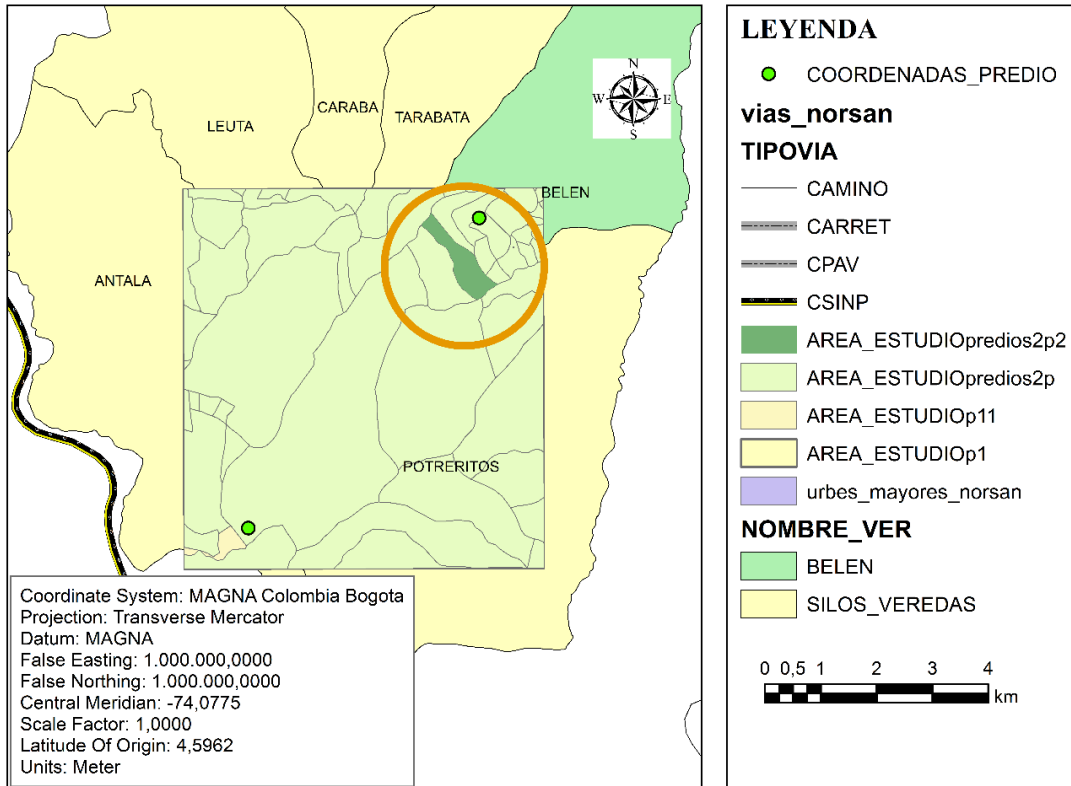 N
W E
S
CARABA
LEUTA
TARABATA
BELEN
ANTALA
POTRERITOS
Coordinate System: MAGNA Colombia Bogota
Projection: Transverse Mercator
Datum: MAGNA
False Easting: 1.000.000,0000
False Northing: 1.000.000,0000
Central Meridian: -74,0775
Scale Factor: 1,0000
Latitude Of Origin: 4,5962
Units: Meter
LEYENDA
COORDENADAS_PREDIO
vias_norsan
TIPOVIA
CAMINO
CARRET
CPAV
CSINP
AREA_ESTUDIOpredios2p2
AREA_ESTUDIOpredios2p
AREA_ESTUDIOp11
AREA_ESTUDIOp1
urbes_mayores_norsan
NOMBRE_VER
BELEN
SILOS_VEREDAS
0 0,5 1 2 3 4
km